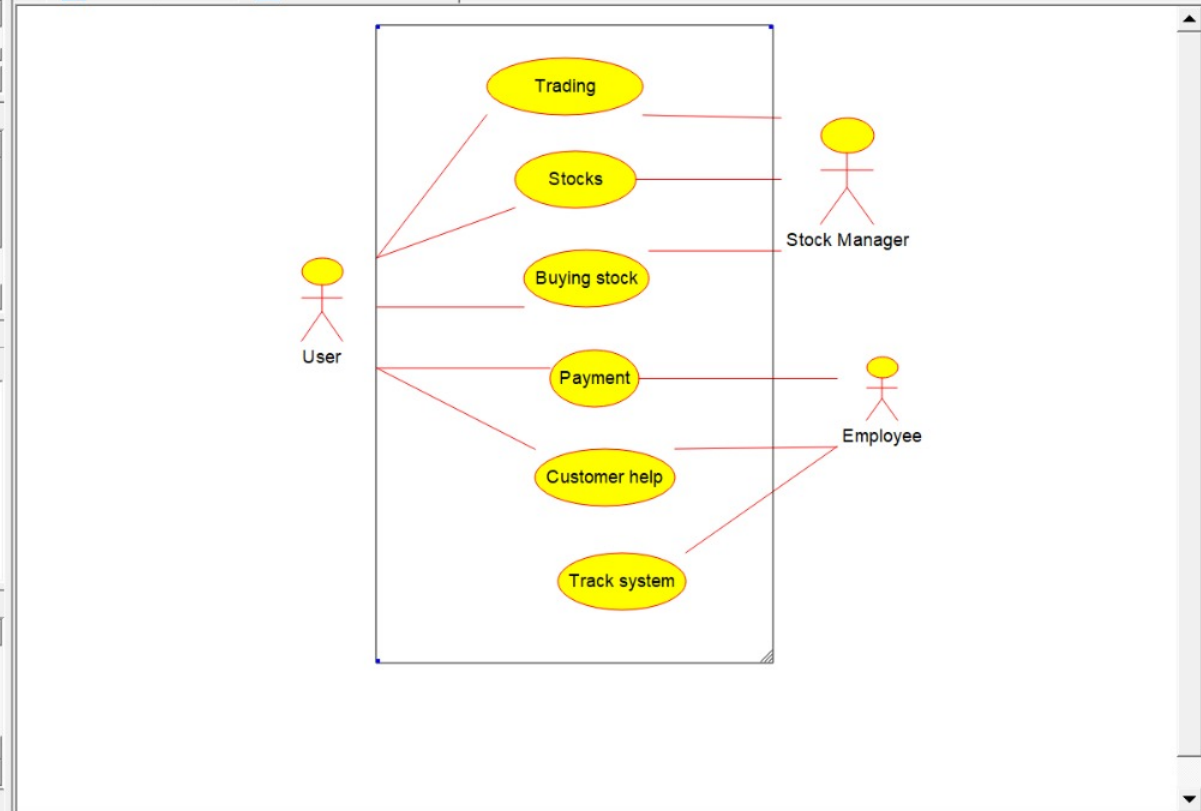 Trading
Stocks
Stock Manager
Buying stock
User
Payment
Employee
Customer help
Track system